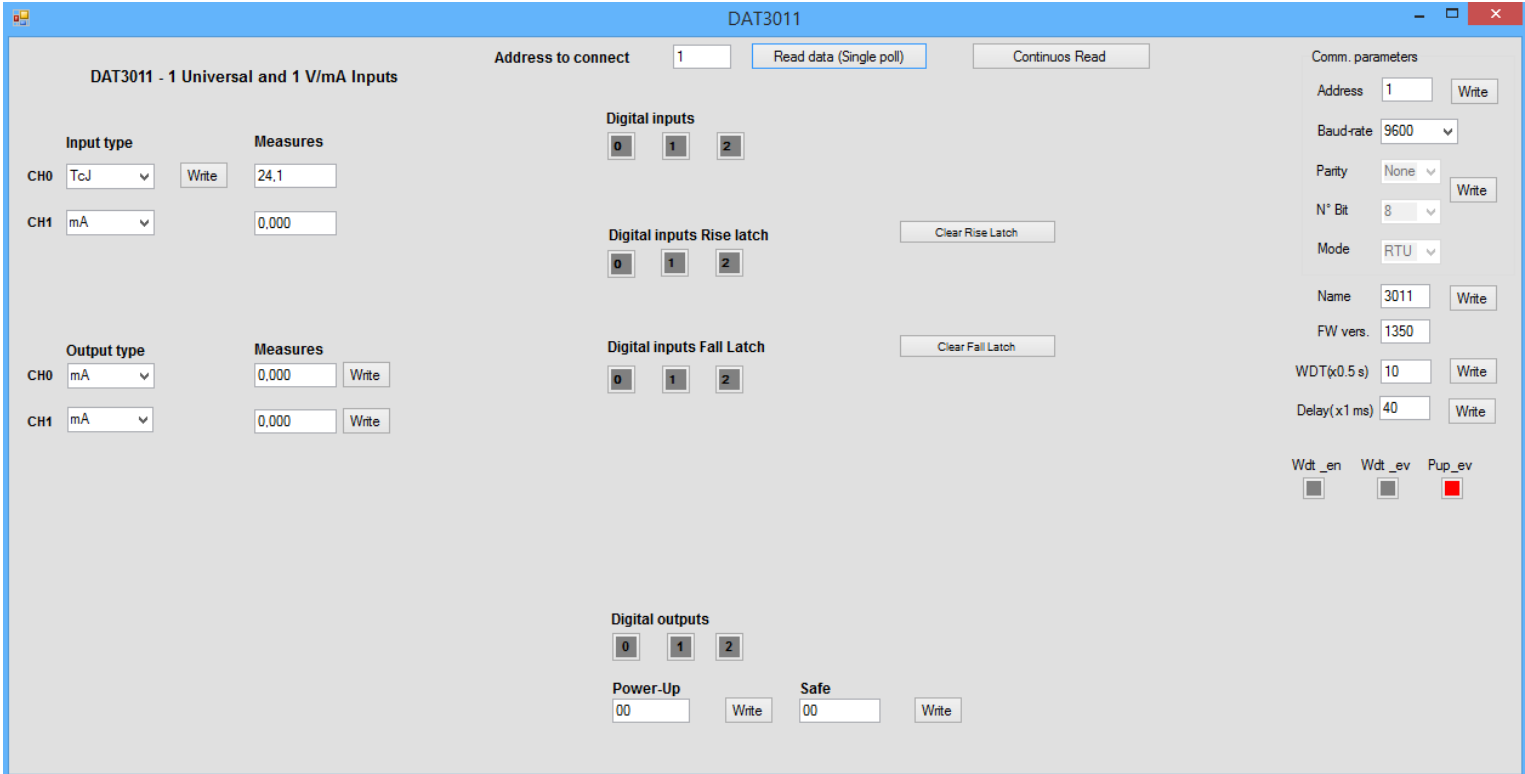 DAT3011
Address to connect 1 Read data (Single poll) Continuos Read
DAT3011 - 1 Universal and 1 V/mA Inputs
Input type Measures
CH0 TcJ Write 24,1
CH1 mA 0,000
Output type Measures
CH0 mA 0,000 Write
CH1 mA 0,000 Write
Digital inputs
0 1 2
Digital inputs Rise latch Clear Rise Latch
0 1 2
Digital inputs Fall Latch Clear Fall Latch
0 1 2
Digital outputs
0 1 2
Power-Up Safe
00 Write 00 Write
Comm. parameters
Address 1 Write
Baud-rate 9600
Parity None
Write
N° Bit 8
Mode RTU
Name 3011 Write
FW vers. 1350
WDT(x0.5 s) 10 Write
Delay(x1 ms) 40 Write
Wdt _en Wdt _ev Pup_ev